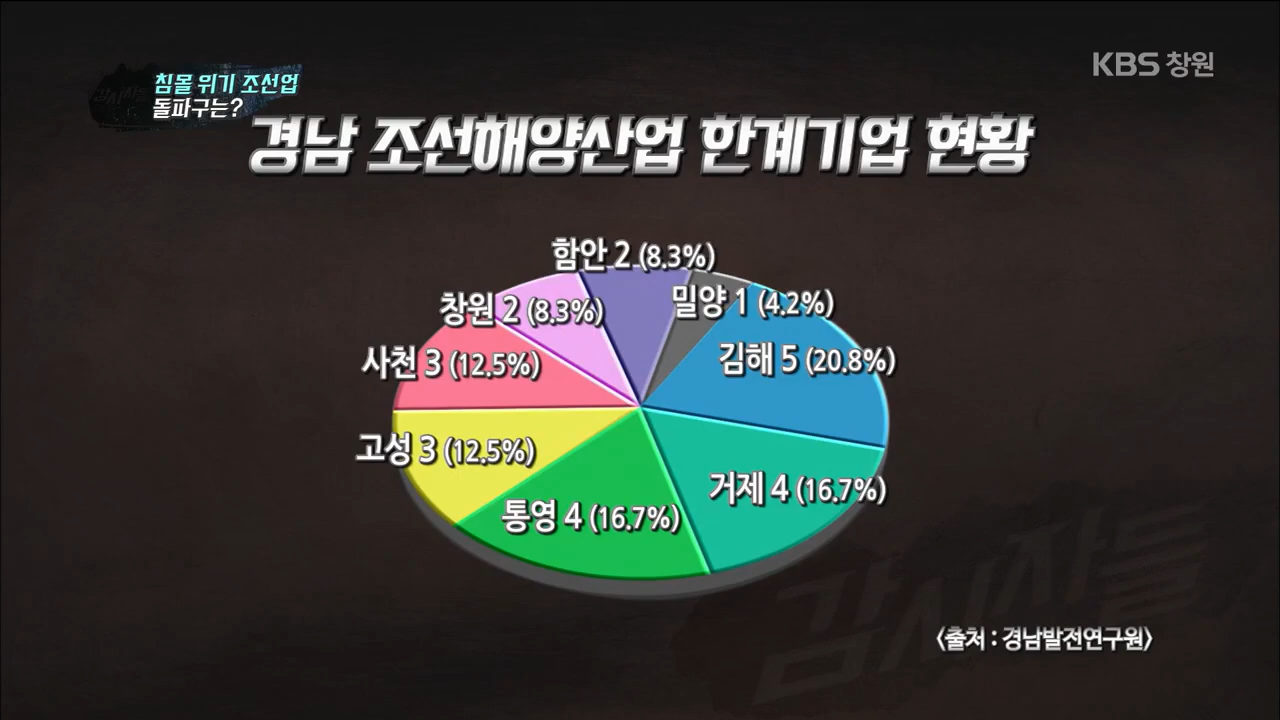 KBS 창원
침몰 위기 조선업
돌파구는?
경남 조선해양산업 한계기업 현황
함안 2 (8.3%)
밀양 1 (4.2%)
창원 2 (8.3%)
김해 5 (20.8%)
사천 3 (12.5%)
고성 3 (12.5%)
거제 4 (16.7%)
통영 4 (16.7%)
감시자들
<출처 : 경남발전연구원>